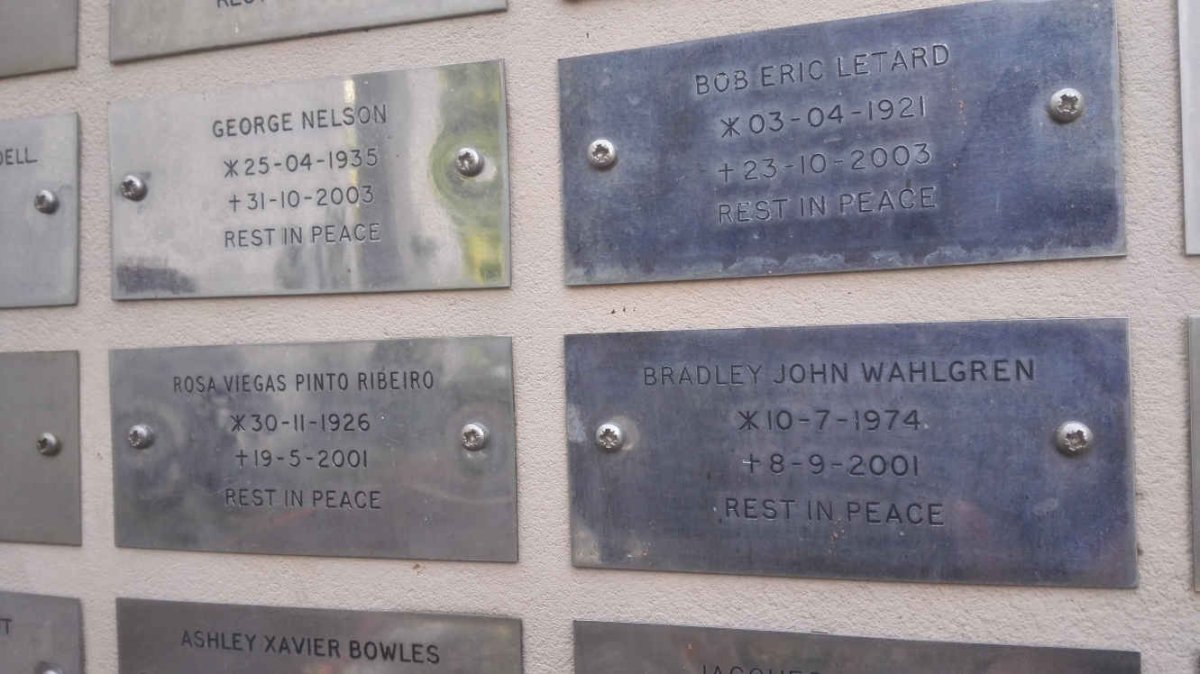 GEORGE NELSON
*25-04-1935
†31-10-2003
REST IN PEACE
BOB ERIC LETARD
*03-04-1921
†23-10-2003
REST IN PEACE
ROSA VIEGAS PINTO RIBEIRO
*30-11-1926
†19-5-2001
REST IN PEACE
BRADLEY JOHN WAHLGREN
*10-7-1974
†8-9-2001
REST IN PEACE
ASHLEY XAVIER BOWLES